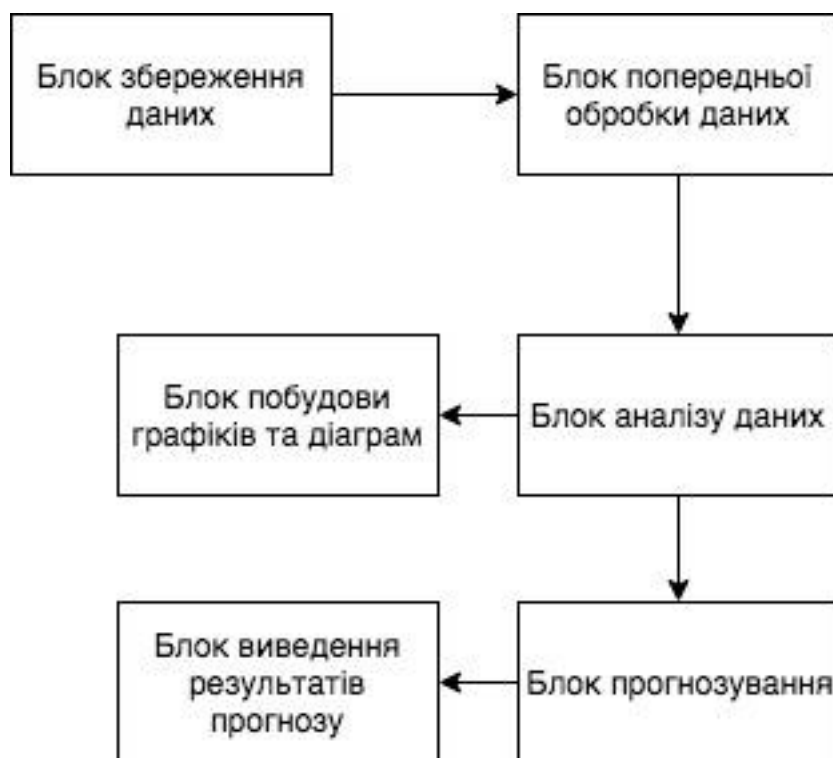 Блок збереження
даних
Блок попередньої
обробки даних
Блок побудови
графіків та діаграм
Блок аналізу даних
Блок виведення
результатів
прогнозу
Блок прогнозування